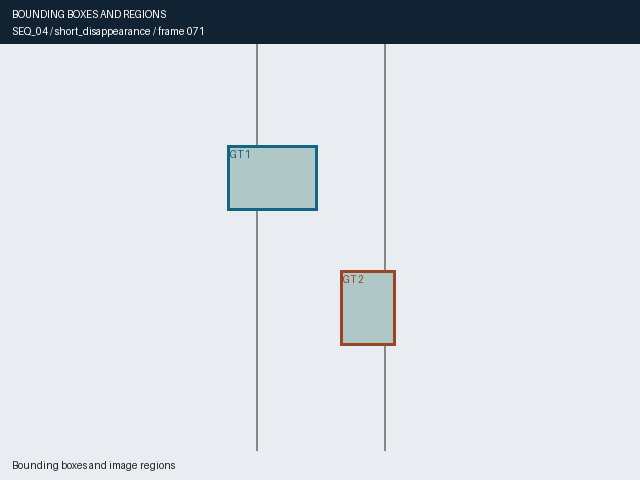 BOUNDING BOXES AND REGIONS
SEQ_04 / short_disappearance / frame 071
GT1
GT2
Bounding boxes and image regions